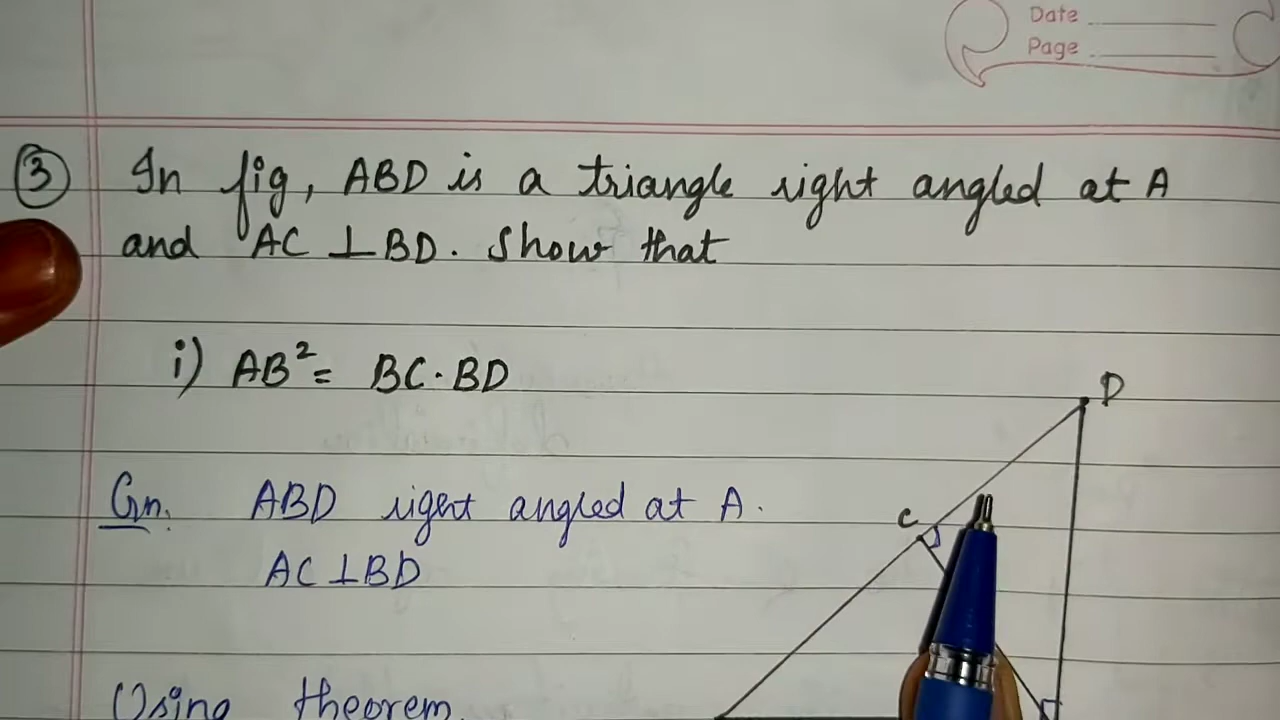 Date
Page
3 In fig, ABD is a triangle right angled at A
and AC ⊥ BD. Show that
i) AB² = BC·BD
D
Gn. ABD right angled at A.
C
AC ⊥ BD
Using theorem